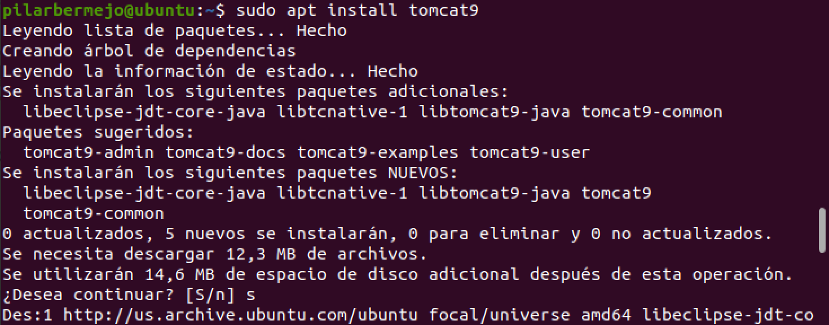 pilarbermejo@ubuntu:~$ sudo apt install tomcat9
Leyendo lista de paquetes... Hecho
Creando árbol de dependencias
Leyendo la información de estado... Hecho
Se instalarán los siguientes paquetes adicionales:
  libeclipse-jdt-core-java libtcnative-1 libtomcat9-java tomcat9-common
Paquetes sugeridos:
  tomcat9-admin tomcat9-docs tomcat9-examples tomcat9-user
Se instalarán los siguientes paquetes NUEVOS:
  libeclipse-jdt-core-java libtcnative-1 libtomcat9-java tomcat9
  tomcat9-common
0 actualizados, 5 nuevos se instalarán, 0 para eliminar y 0 no actualizados.
Se necesita descargar 12,3 MB de archivos.
Se utilizarán 14,6 MB de espacio de disco adicional después de esta operación.
¿Desea continuar? [S/n] s
Des:1 http://us.archive.ubuntu.com/ubuntu focal/universe amd64 libeclipse-jdt-co